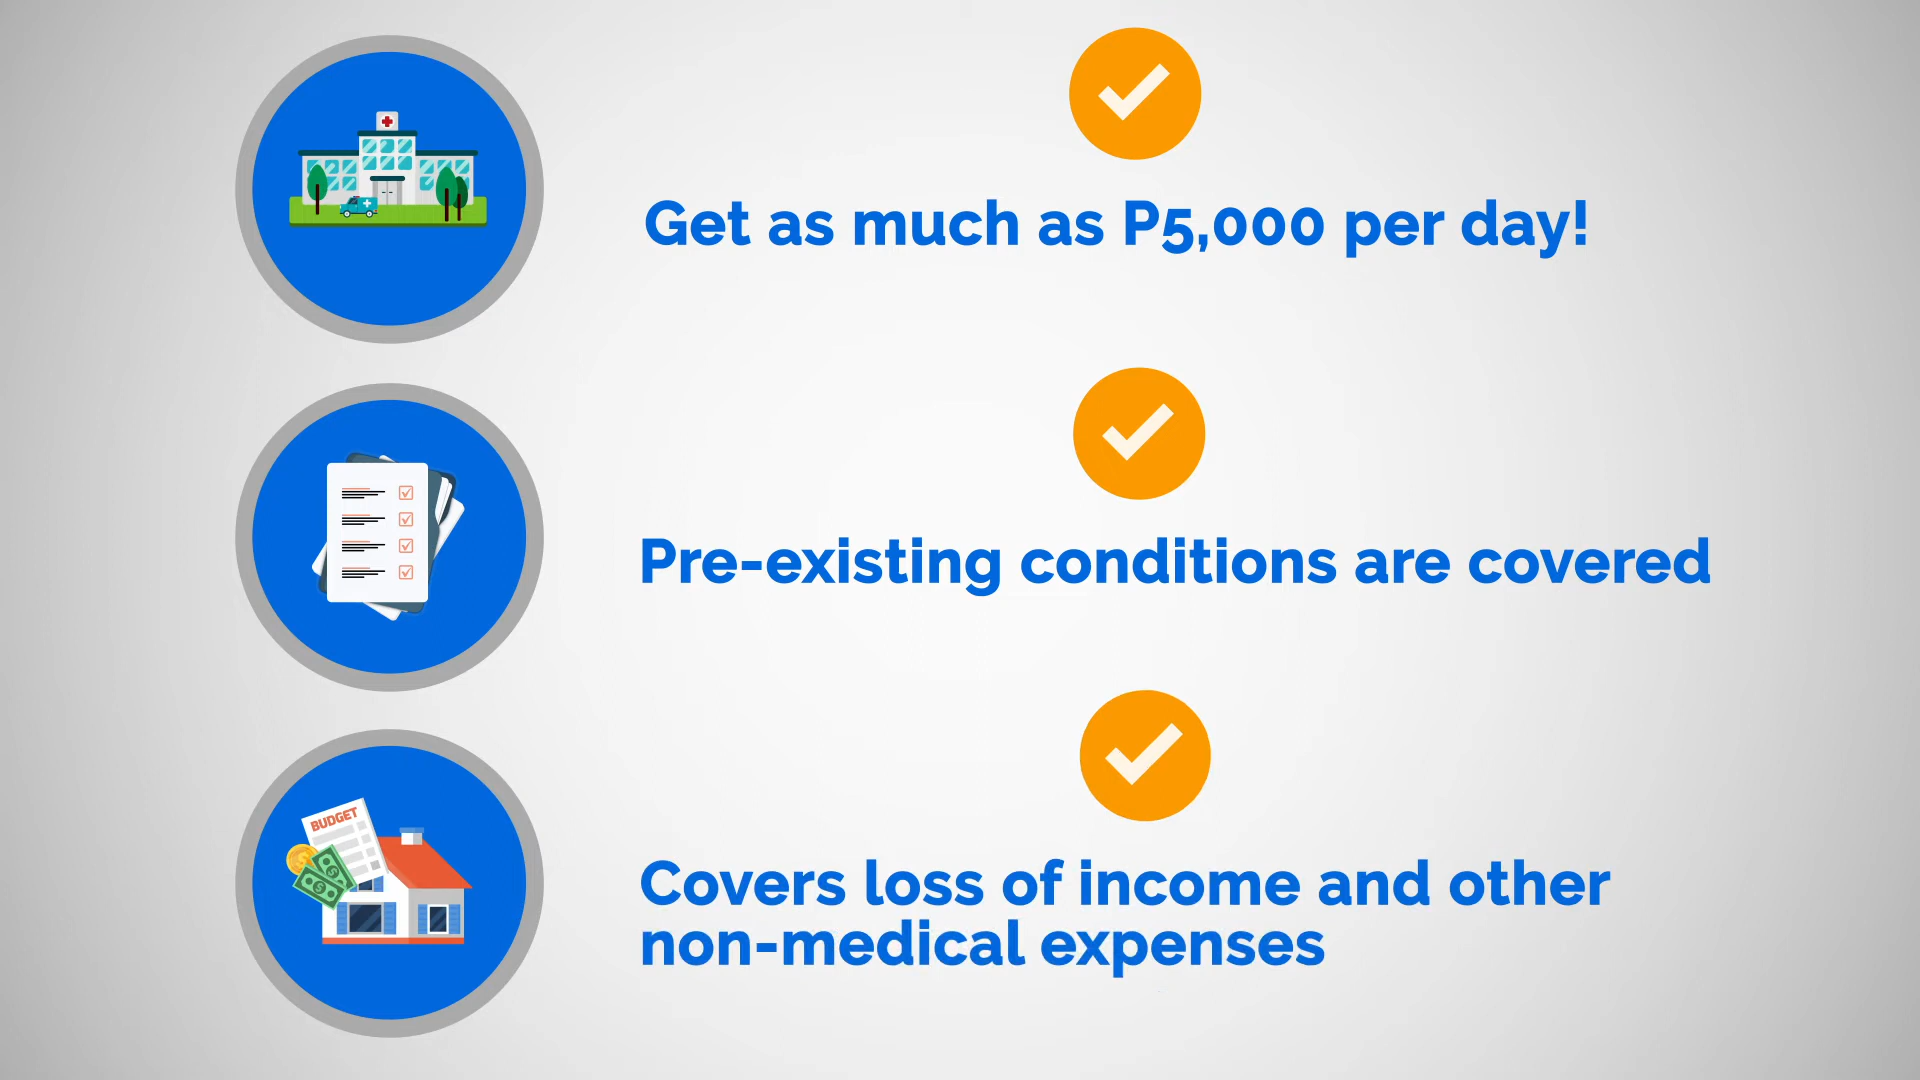 Get as much as P5,000 per day!
Pre-existing conditions are covered
BUDGET
Covers loss of income and other
non-medical expenses